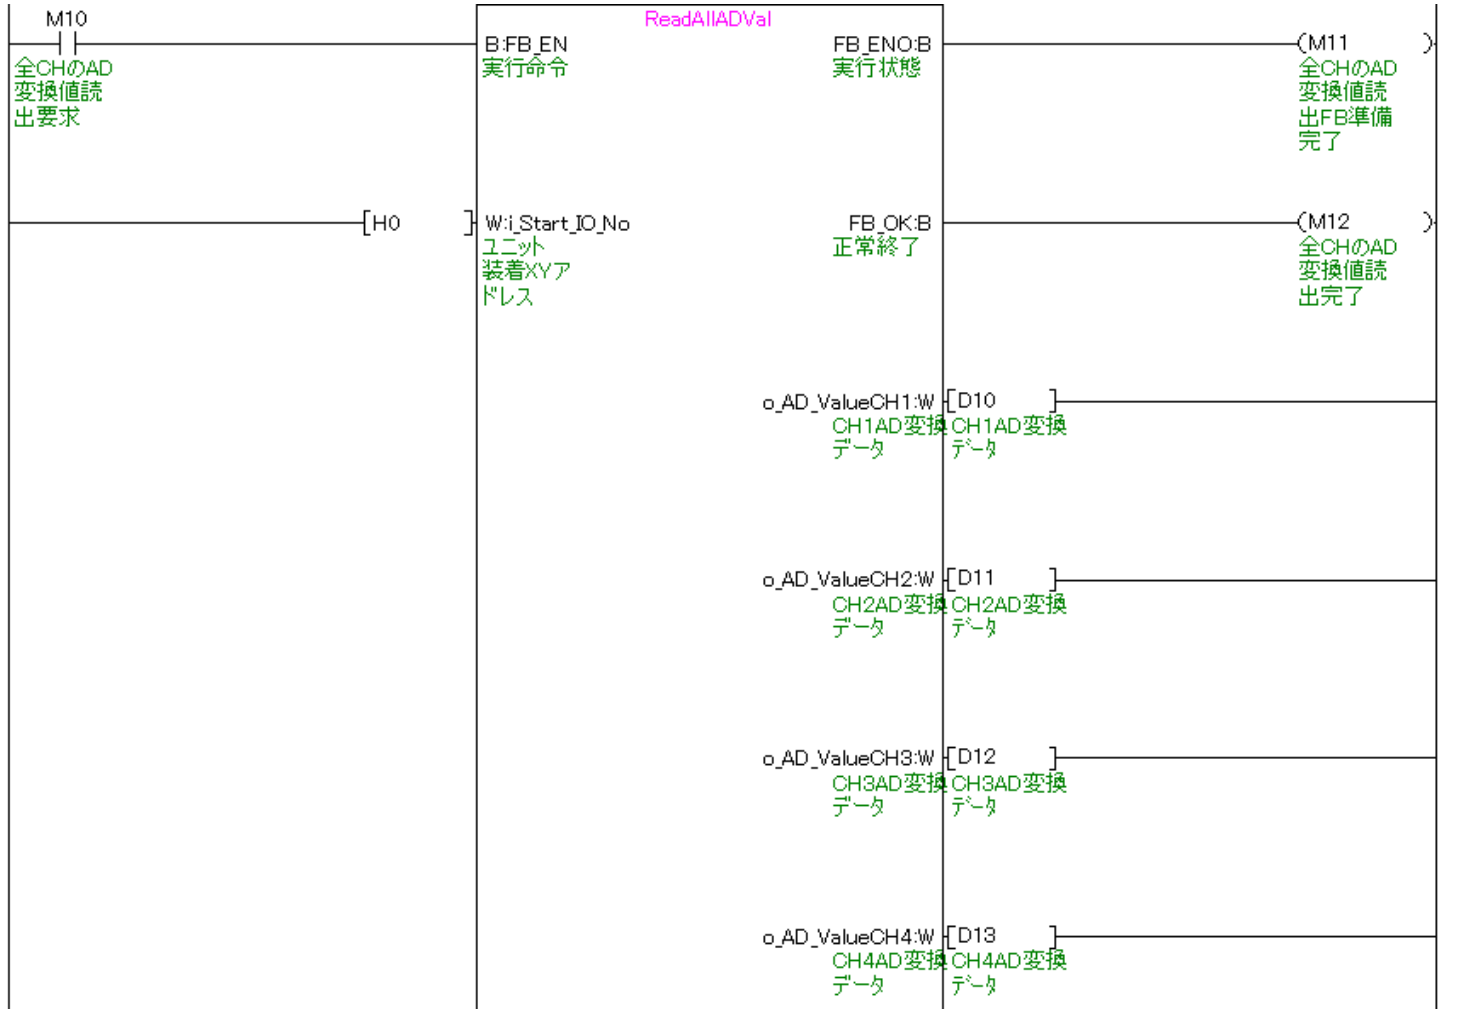 M10
ReadAllADVal
B:FB_EN
FB_ENO:B
(M11 )
実行命令
実行状態
全CHのAD
変換値読
出要求
全CHのAD
変換値読
出FB準備
完了
[H0 ]
W:i_Start_IO_No
FB_OK:B
(M12 )
ユニット
装着XYア
ドレス
正常終了
全CHのAD
変換値読
出完了
o_AD_ValueCH1:W
[D10 ]
CH1AD変換
データ
CH1AD変換
データ
o_AD_ValueCH2:W
[D11 ]
CH2AD変換
データ
CH2AD変換
データ
o_AD_ValueCH3:W
[D12 ]
CH3AD変換
データ
CH3AD変換
データ
o_AD_ValueCH4:W
[D13 ]
CH4AD変換
データ
CH4AD変換
データ